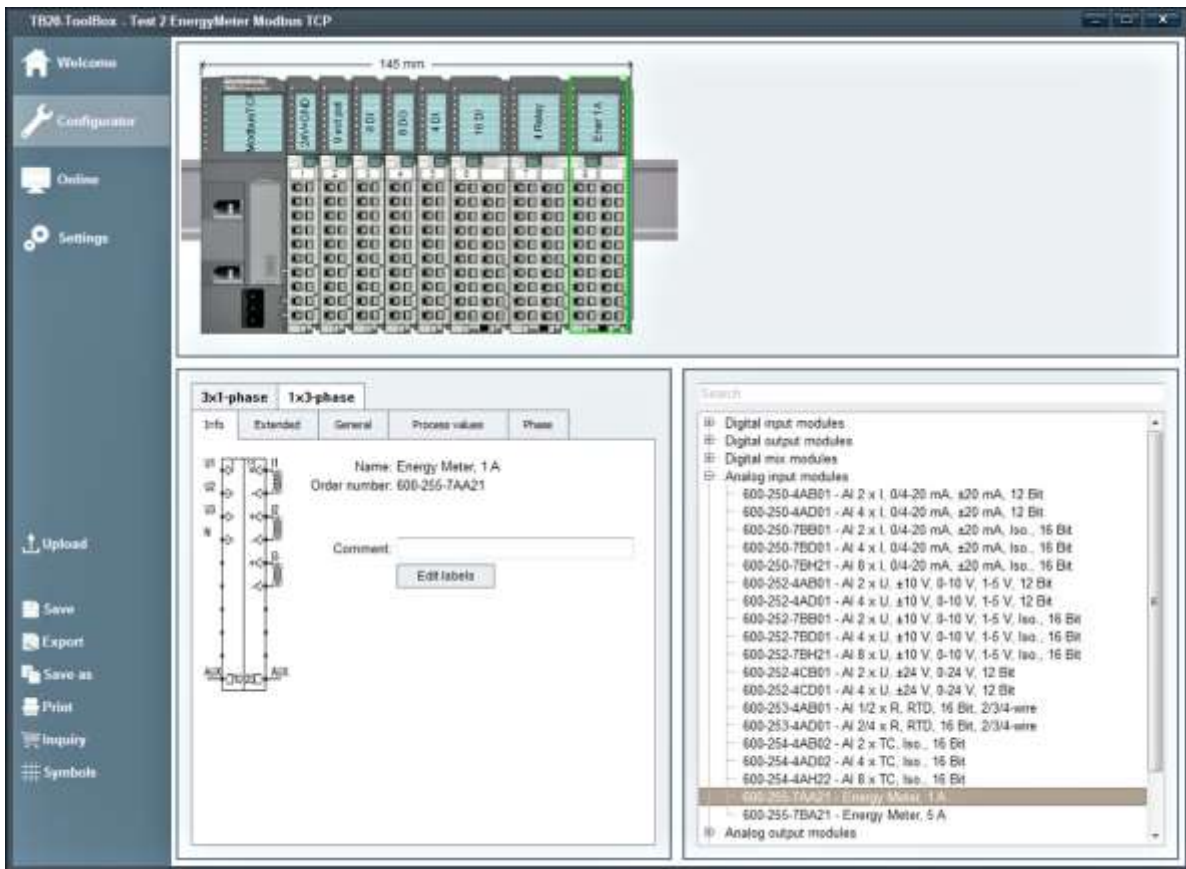 TB20-ToolBox - Test 2 EnergyMeter Modbus TCP
Welcome
Configurator
Online
Settings
Upload
Save
Export
Save as
Print
Inquiry
Symbols
145 mm
ModbusTCP
8 DI
8 DO
4 DI
16 DI
4 Relay
Ener 1 A
3x1-phase 1x3-phase
Info Extended General Process values Phase
Name: Energy Meter, 1 A
Order number: 600-255-7AA21
Comment:
Edit labels
U1
U2
U3
N
AUX AUX
Search
Digital input modules
Digital output modules
Digital mix modules
Analog input modules
600-250-4AB01 - AI 2 x I, 0/4-20 mA, ±20 mA, 12 Bit
600-250-4AD01 - AI 4 x I, 0/4-20 mA, ±20 mA, 12 Bit
600-250-7BB01 - AI 2 x I, 0/4-20 mA, ±20 mA, Iso., 16 Bit
600-250-7BD01 - AI 4 x I, 0/4-20 mA, ±20 mA, Iso., 16 Bit
600-250-7BH21 - AI 8 x I, 0/4-20 mA, ±20 mA, Iso., 16 Bit
600-252-4AB01 - AI 2 x U, ±10 V, 0-10 V, 1-5 V, 12 Bit
600-252-4AD01 - AI 4 x U, ±10 V, 0-10 V, 1-5 V, 12 Bit
600-252-7BB01 - AI 2 x U, ±10 V, 0-10 V, 1-5 V, Iso., 16 Bit
600-252-7BD01 - AI 4 x U, ±10 V, 0-10 V, 1-5 V, Iso., 16 Bit
600-252-7BH21 - AI 8 x U, ±10 V, 0-10 V, 1-5 V, Iso., 16 Bit
600-252-4CB01 - AI 2 x U, ±24 V, 0-24 V, 12 Bit
600-252-4CD01 - AI 4 x U, ±24 V, 0-24 V, 12 Bit
600-253-4AB01 - AI 1/2 x R, RTD, 16 Bit, 2/3/4-wire
600-253-4AD01 - AI 2/4 x R, RTD, 16 Bit, 2/3/4-wire
600-254-4AB02 - AI 2 x TC, Iso., 16 Bit
600-254-4AD02 - AI 4 x TC, Iso., 16 Bit
600-254-4AH22 - AI 8 x TC, Iso., 16 Bit
600-255-7AA21 - Energy Meter, 1 A
600-255-7BA21 - Energy Meter, 5 A
Analog output modules